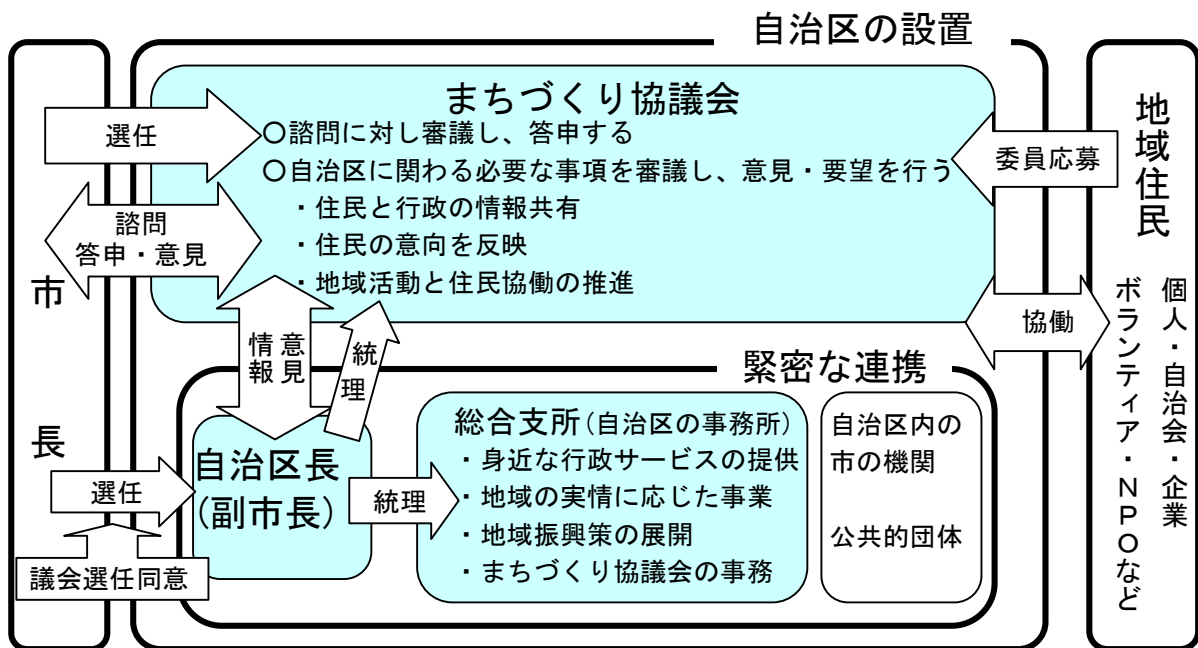 自治区の設置
市長
選任
諮問
答申・意見
選任
議会選任同意
まちづくり協議会
〇諮問に対し審議し、答申する
〇自治区に関わる必要な事項を審議し、意見・要望を行う
・住民と行政の情報共有
・住民の意向を反映
・地域活動と住民協働の推進
意見
情報
統理
緊密な連携
自治区長
(副市長)
統理
総合支所(自治区の事務所)
・身近な行政サービスの提供
・地域の実情に応じた事業
・地域振興策の展開
・まちづくり協議会の事務
自治区内の
市の機関
公共的団体
委員応募
協働
地域住民
個人・自治会・企業
ボランティア・NPOなど